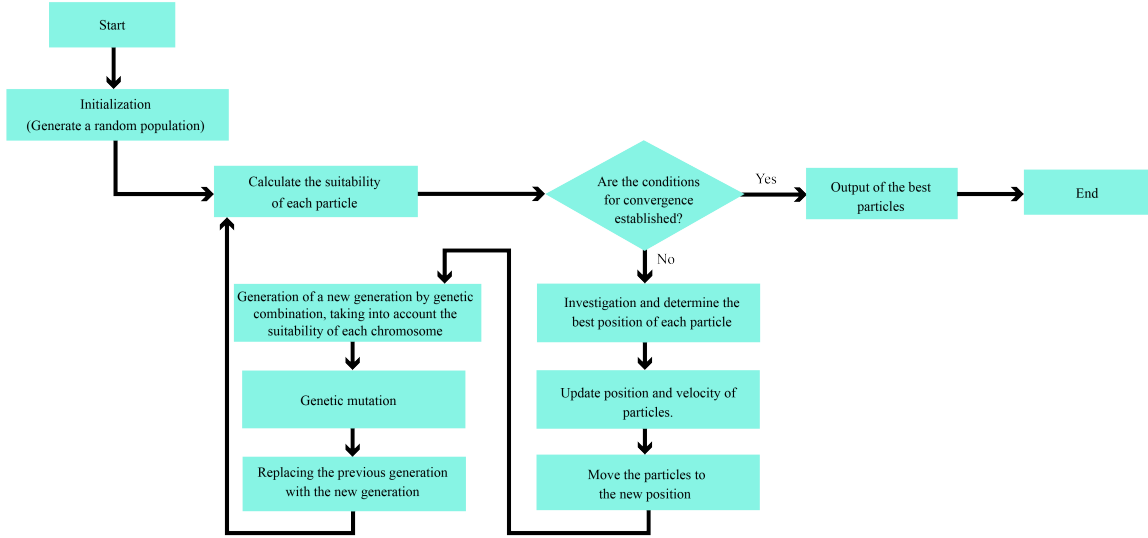 Start
Initialization
(Generate a random population)
Calculate the suitability
of each particle
Are the conditions
for convergence
established?
Yes
Output of the best
particles
End
No
Investigation and determine the
best position of each particle
Update position and velocity of
particles.
Move the particles to
the new position
Generation of a new generation by genetic
combination, taking into account the
suitability of each chromosome
Genetic mutation
Replacing the previous generation
with the new generation